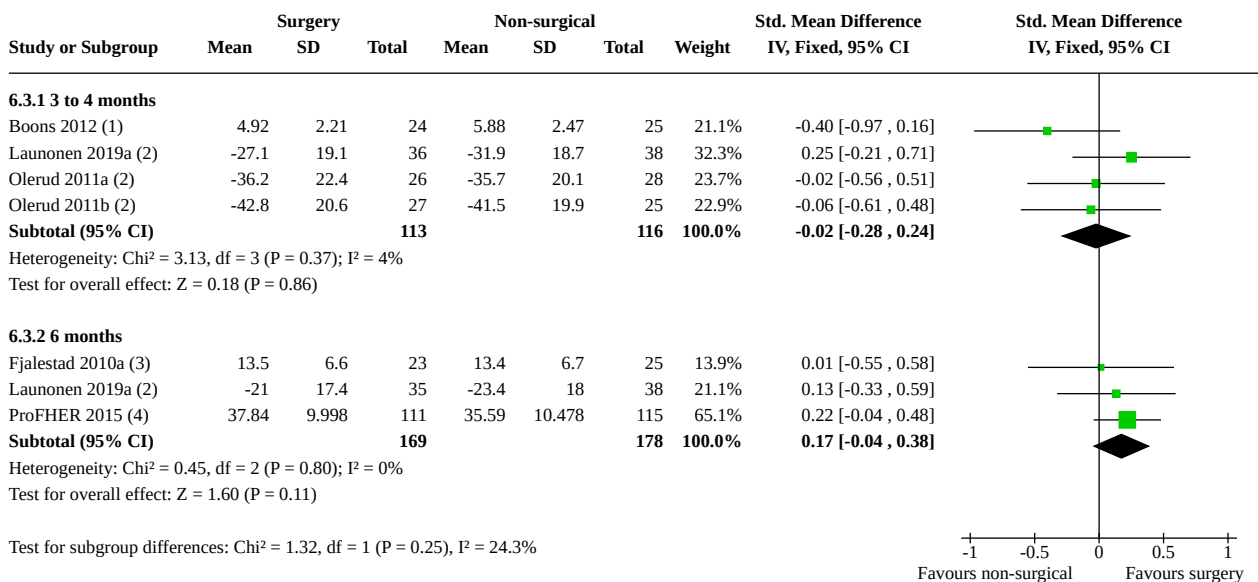 Surgery Non-surgical Std. Mean Difference Std. Mean Difference
Study or Subgroup Mean SD Total Mean SD Total Weight IV, Fixed, 95% CI IV, Fixed, 95% CI
6.3.1 3 to 4 months
Boons 2012 (1) 4.92 2.21 24 5.88 2.47 25 21.1% -0.40 [-0.97 , 0.16]
Launonen 2019a (2) -27.1 19.1 36 -31.9 18.7 38 32.3% 0.25 [-0.21 , 0.71]
Olerud 2011a (2) -36.2 22.4 26 -35.7 20.1 28 23.7% -0.02 [-0.56 , 0.51]
Olerud 2011b (2) -42.8 20.6 27 -41.5 19.9 25 22.9% -0.06 [-0.61 , 0.48]
Subtotal (95% CI) 113 116 100.0% -0.02 [-0.28 , 0.24]
Heterogeneity: Chi² = 3.13, df = 3 (P = 0.37); I² = 4%
Test for overall effect: Z = 0.18 (P = 0.86)
6.3.2 6 months
Fjalestad 2010a (3) 13.5 6.6 23 13.4 6.7 25 13.9% 0.01 [-0.55 , 0.58]
Launonen 2019a (2) -21 17.4 35 -23.4 18 38 21.1% 0.13 [-0.33 , 0.59]
ProFHER 2015 (4) 37.84 9.998 111 35.59 10.478 115 65.1% 0.22 [-0.04 , 0.48]
Subtotal (95% CI) 169 178 100.0% 0.17 [-0.04 , 0.38]
Heterogeneity: Chi² = 0.45, df = 2 (P = 0.80); I² = 0%
Test for overall effect: Z = 1.60 (P = 0.11)
Test for subgroup differences: Chi² = 1.32, df = 1 (P = 0.25), I² = 24.3%
-1 -0.5 0 0.5 1
Favours non-surgical Favours surgery